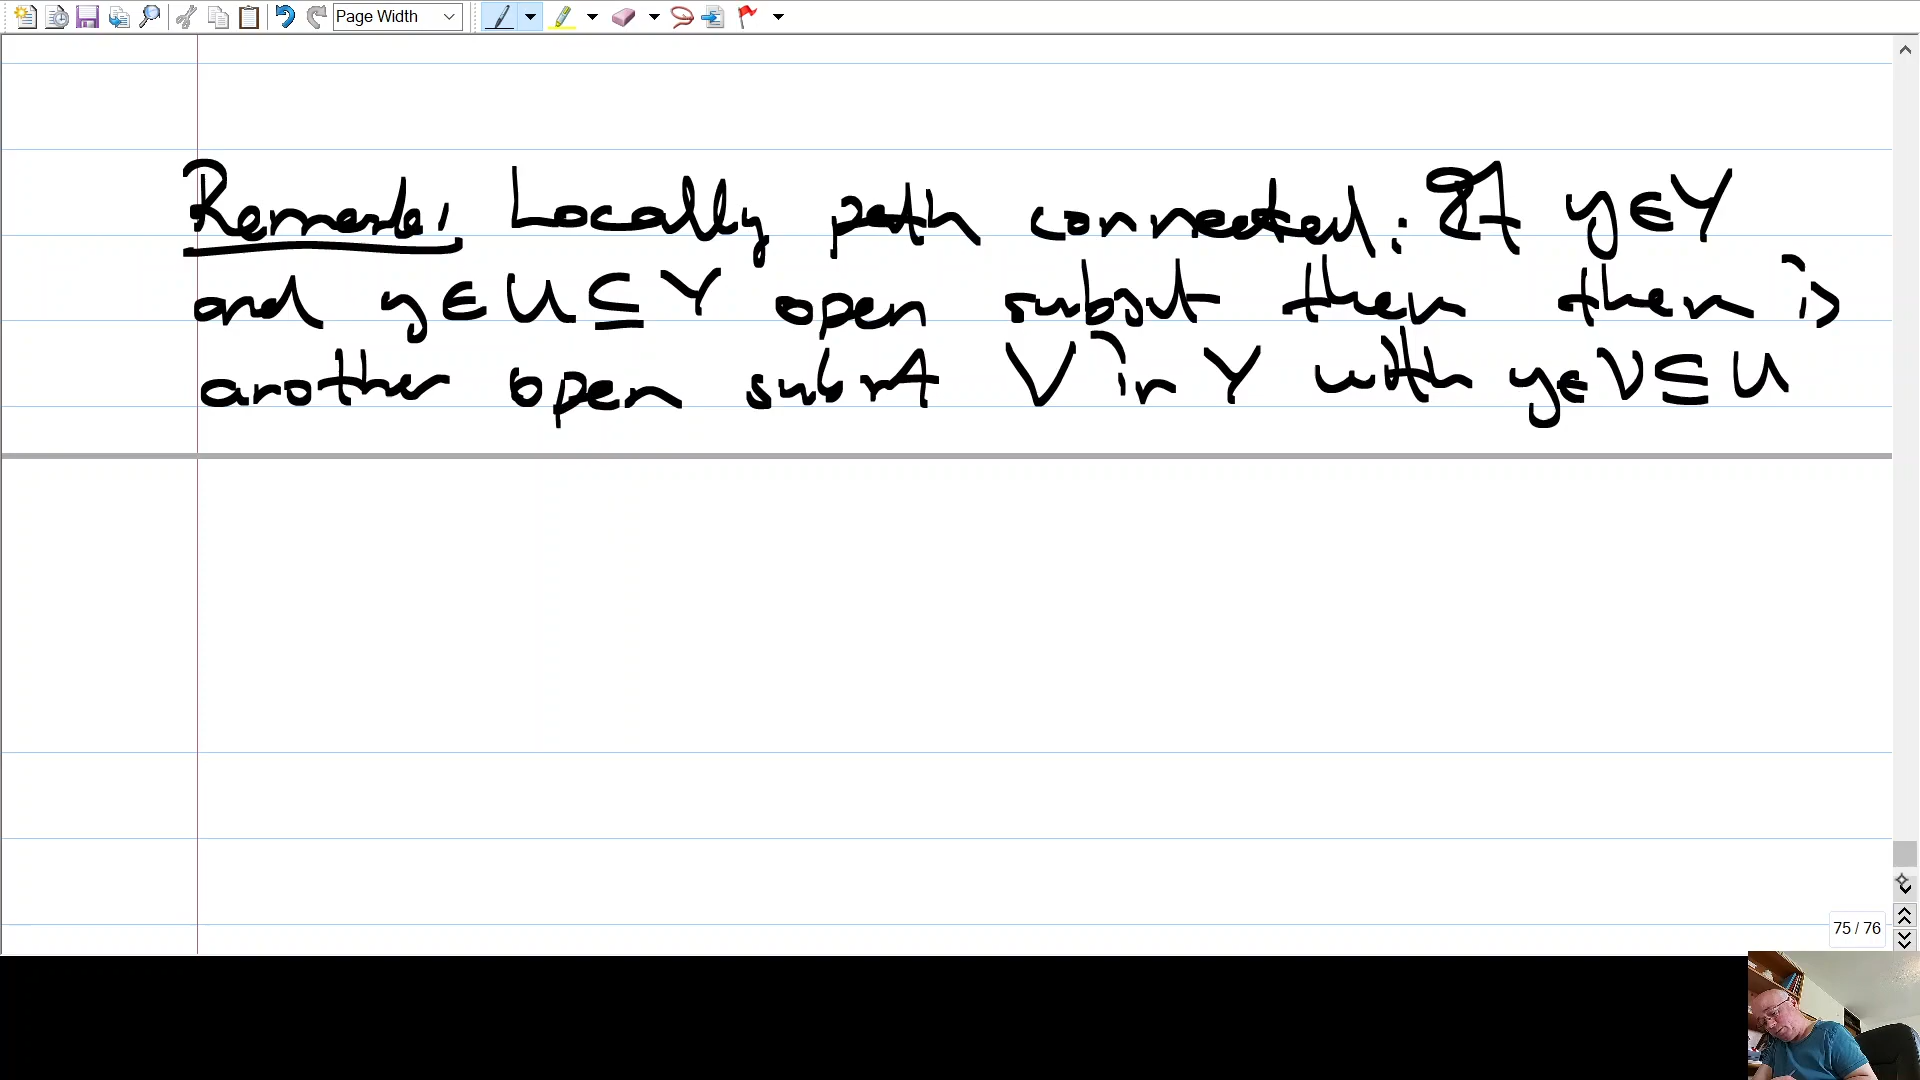 Page Width
Remark: Locally path connected: If y∈Y
and y∈U⊆Y open subset then there is
another open subset V in Y with y∈V⊆U
75 / 76